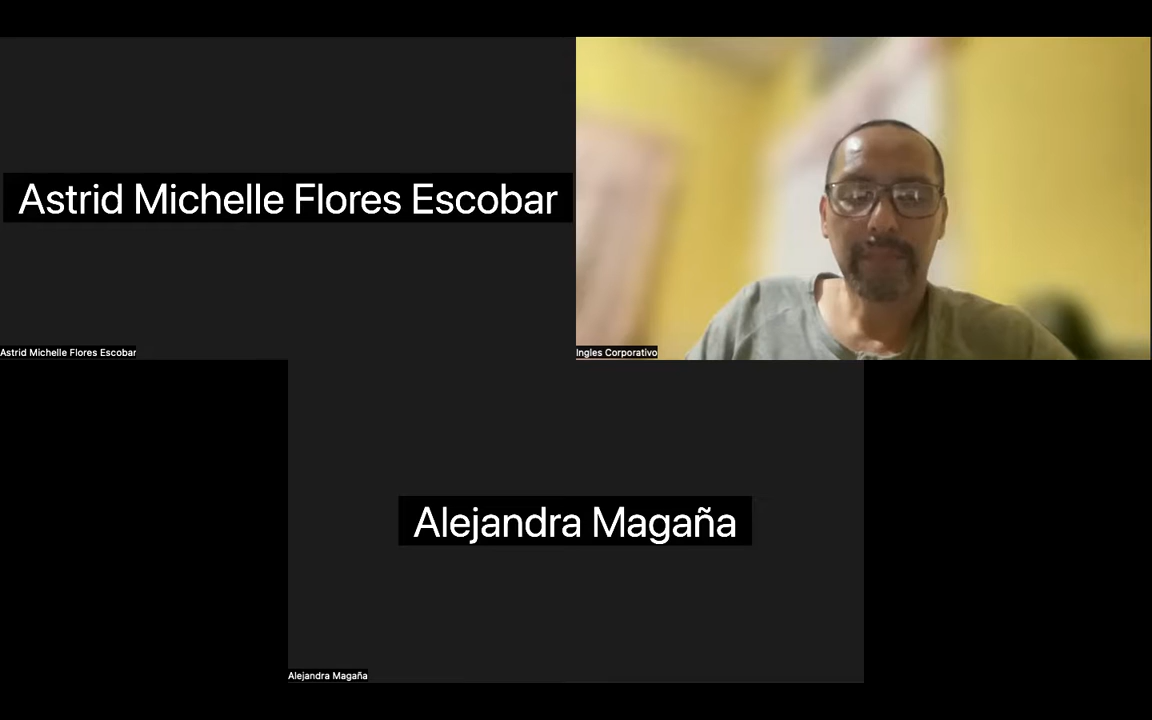 Astrid Michelle Flores Escobar
Astrid Michelle Flores Escobar
Ingles Corporativo
Alejandra Magaña
Alejandra Magaña